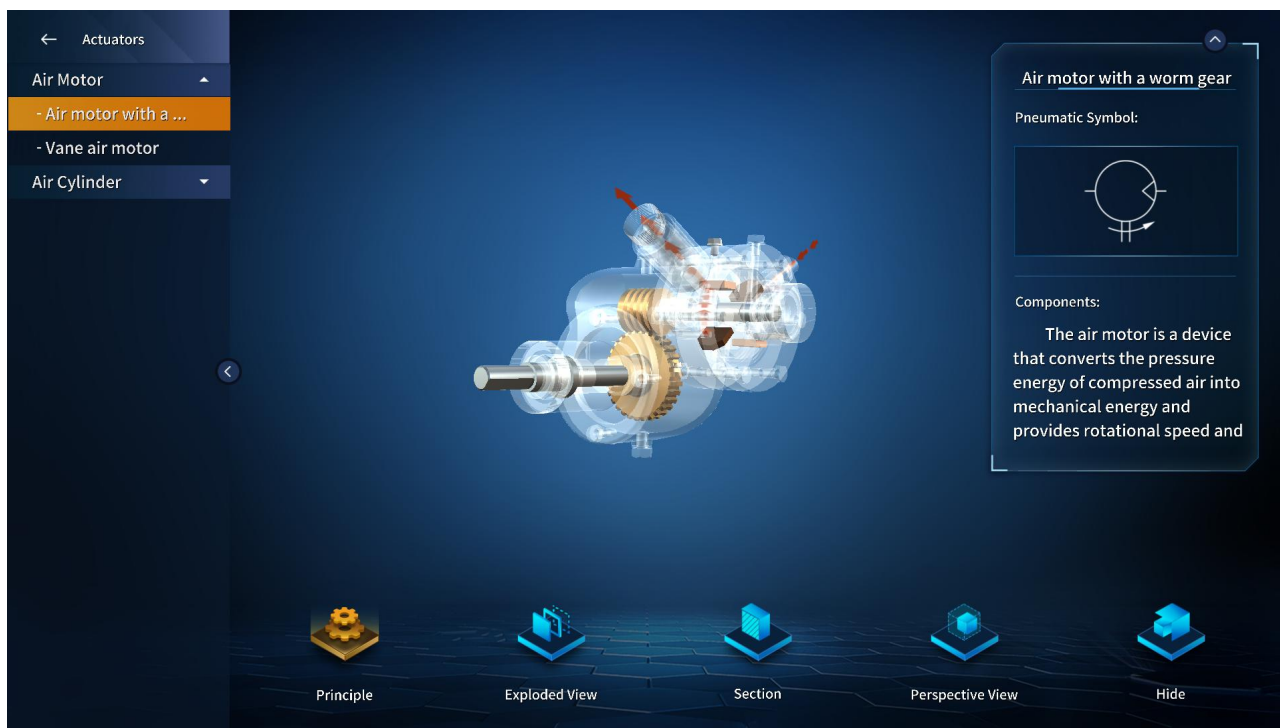 Actuators
Air Motor
- Air motor with a ...
- Vane air motor
Air Cylinder
Air motor with a worm gear
Pneumatic Symbol:
Components:
The air motor is a device
that converts the pressure
energy of compressed air into
mechanical energy and
provides rotational speed and
Principle
Exploded View
Section
Perspective View
Hide